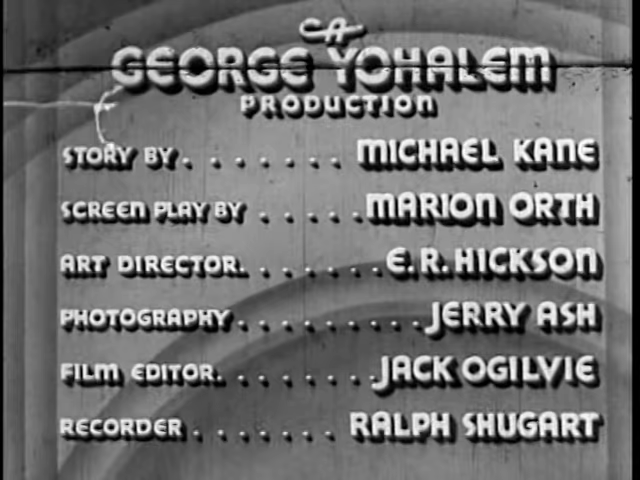 A
GEORGE YOHALEM
PRODUCTION
STORY BY. . . . . . . MICHAEL KANE
SCREEN PLAY BY . . . . .MARION ORTH
ART DIRECTOR. . . . . . .E. R. HICKSON
PHOTOGRAPHY . . . . . . . . .JERRY ASH
FILM EDITOR. . . . . . . .JACK OGILVIE
RECORDER . . . . . . . RALPH SHUGART